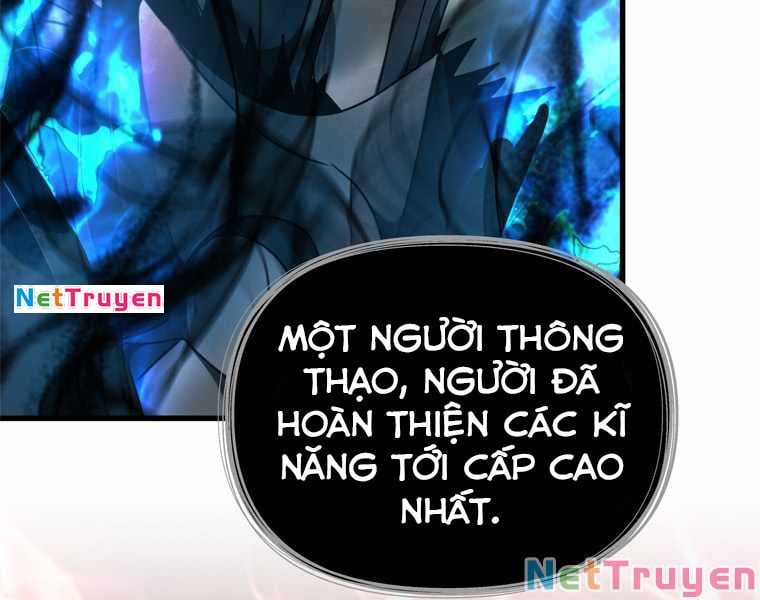 NetTruyen
MỘT NGƯỜI THÔNG
THẠO, NGƯỜI ĐÃ
HOÀN THIỆN CÁC KĨ
NĂNG TỚI CẤP CAO
NHẤT.
NetTruyen